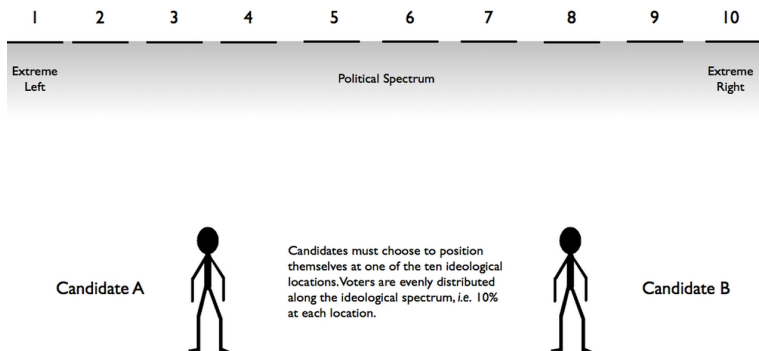 1 2 3 4 5 6 7 8 9 10
Extreme
Left
Political Spectrum
Extreme
Right
Candidate A
Candidates must choose to position
themselves at one of the ten ideological
locations. Voters are evenly distributed
along the ideological spectrum, i.e. 10%
at each location.
Candidate B